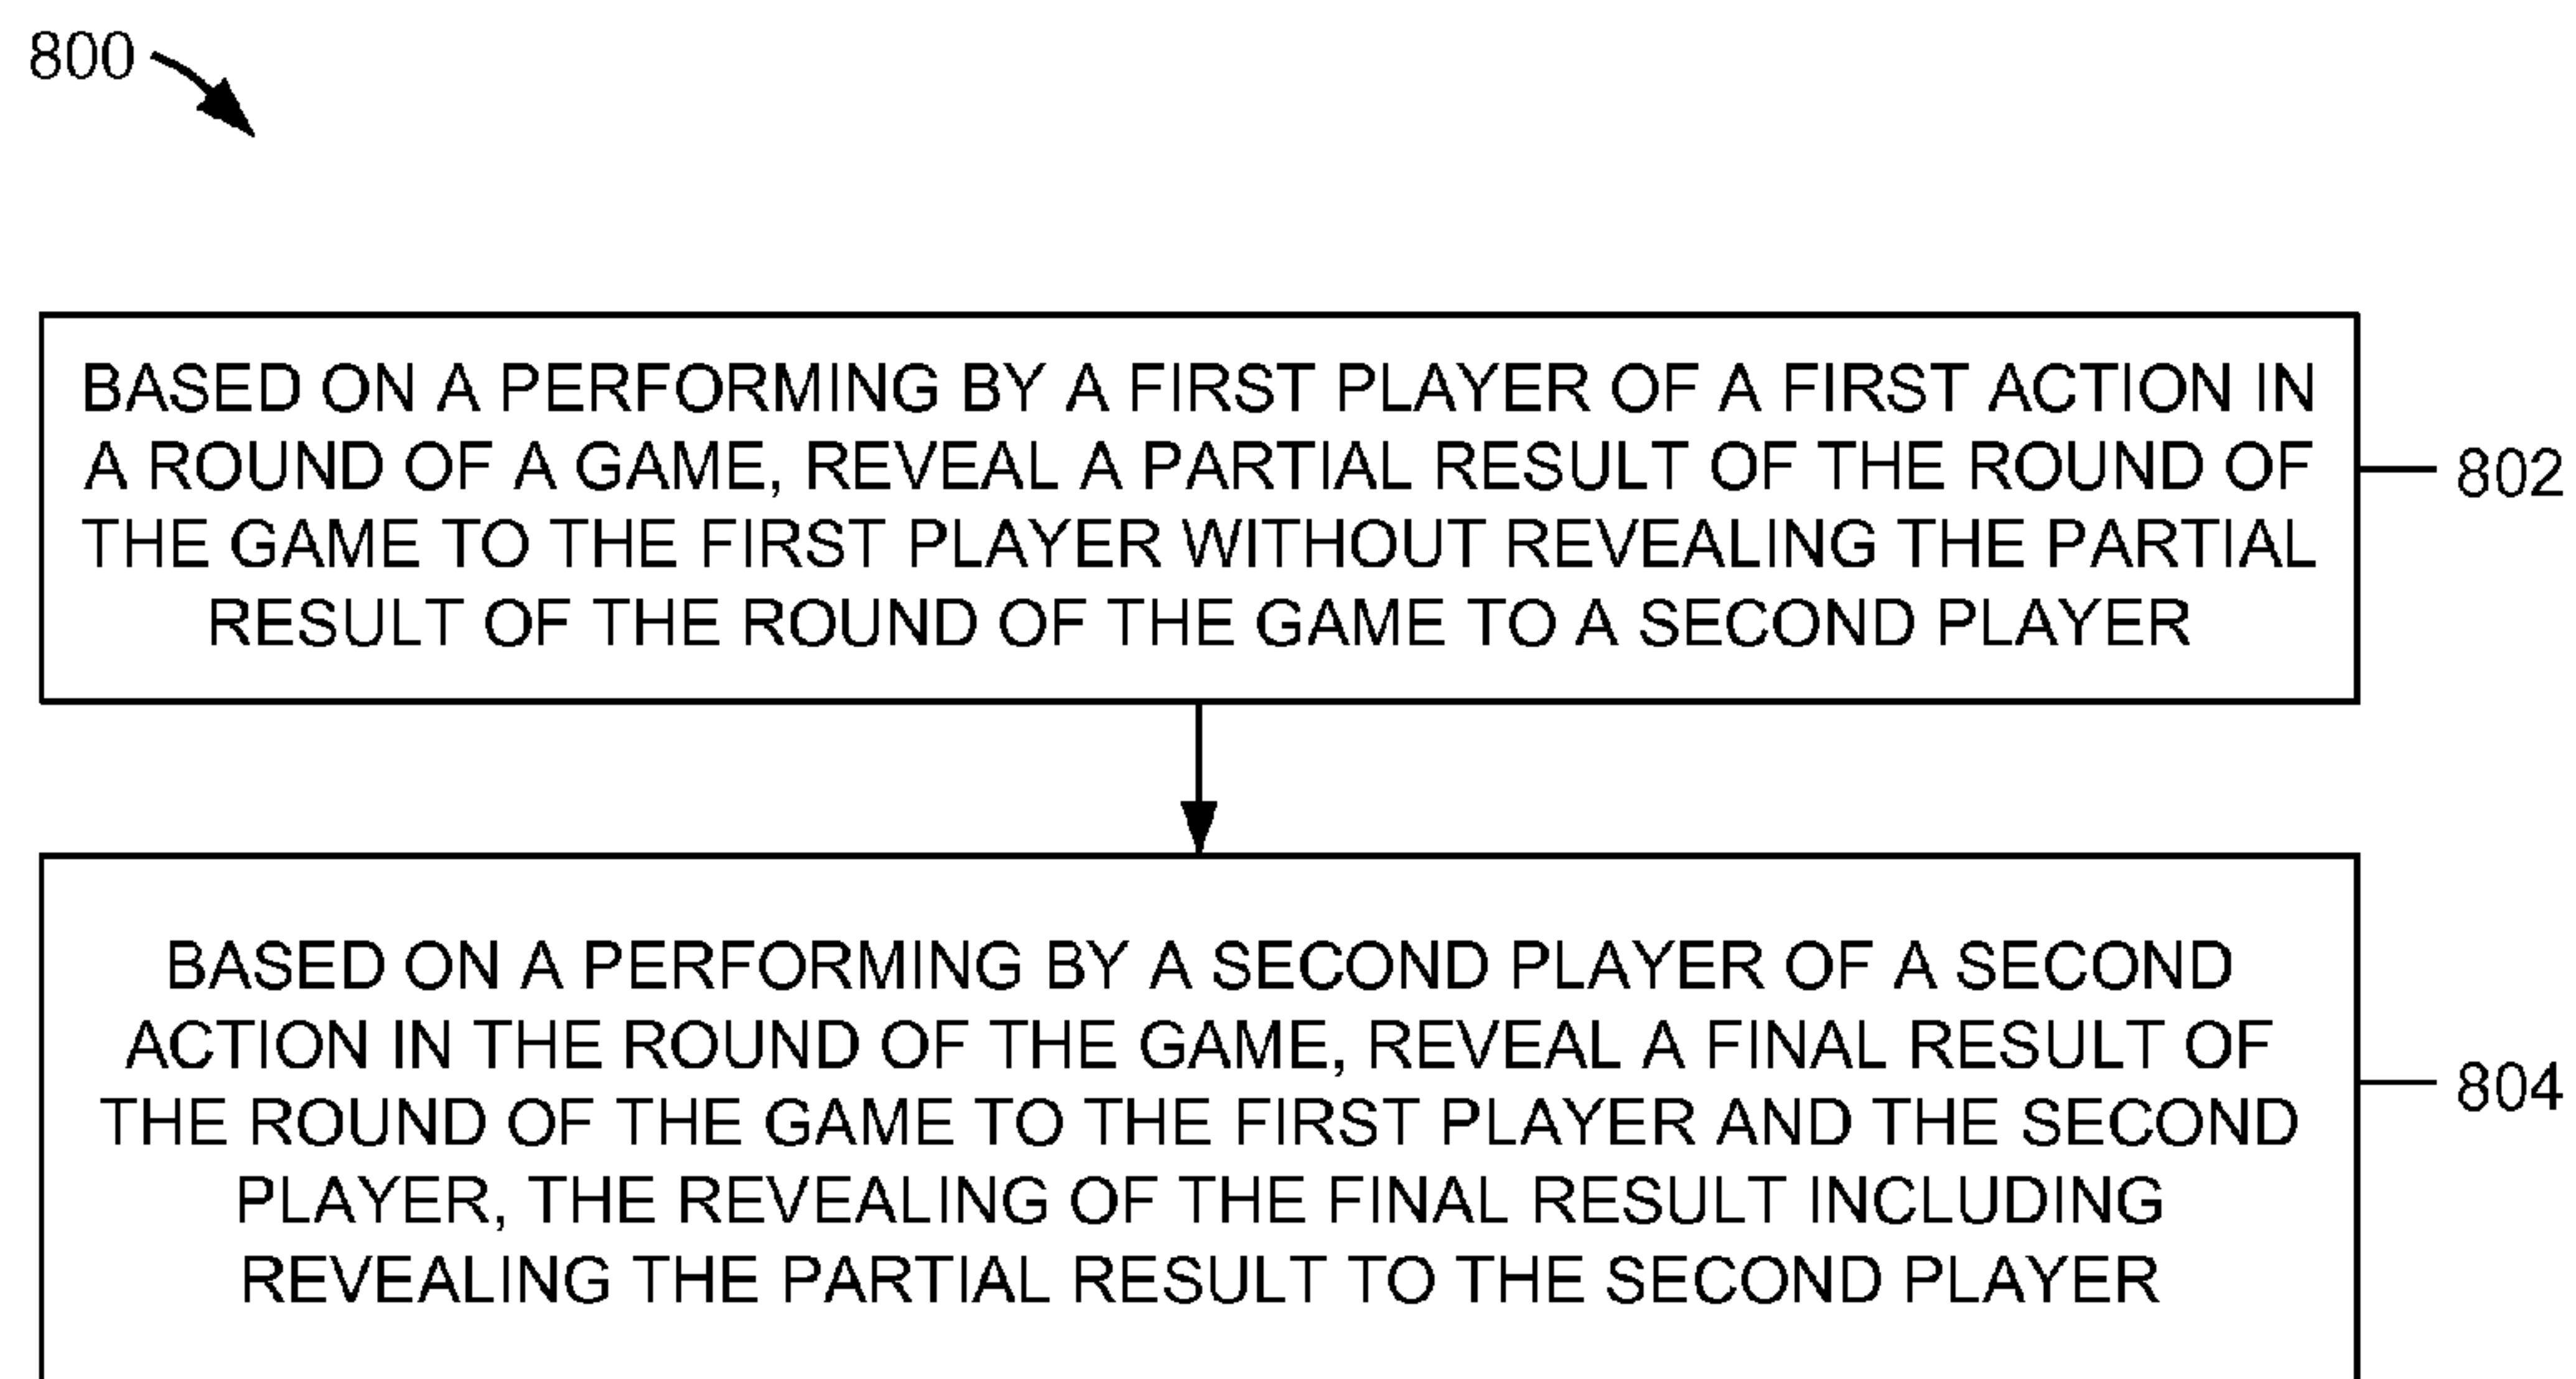 800
BASED ON A PERFORMING BY A FIRST PLAYER OF A FIRST ACTION IN
A ROUND OF A GAME, REVEAL A PARTIAL RESULT OF THE ROUND OF
THE GAME TO THE FIRST PLAYER WITHOUT REVEALING THE PARTIAL
RESULT OF THE ROUND OF THE GAME TO A SECOND PLAYER
802
BASED ON A PERFORMING BY A SECOND PLAYER OF A SECOND
ACTION IN THE ROUND OF THE GAME, REVEAL A FINAL RESULT OF
THE ROUND OF THE GAME TO THE FIRST PLAYER AND THE SECOND
PLAYER, THE REVEALING OF THE FINAL RESULT INCLUDING
REVEALING THE PARTIAL RESULT TO THE SECOND PLAYER
804